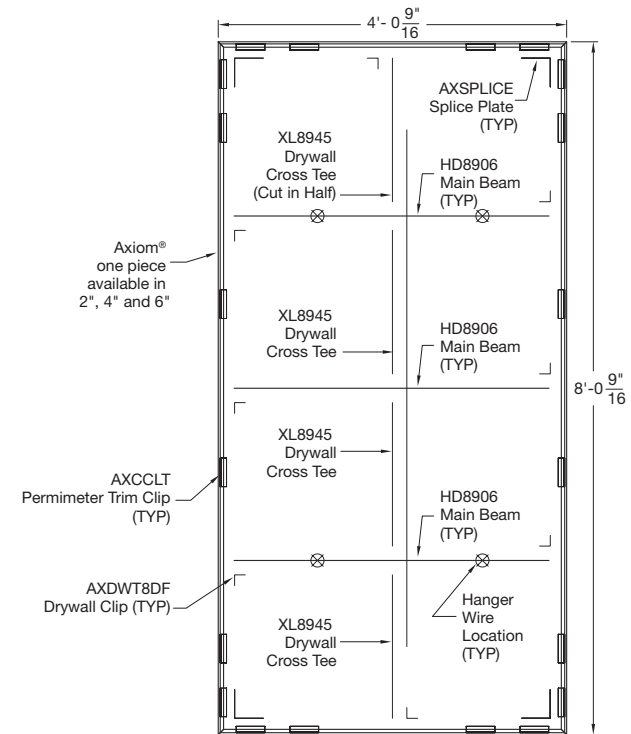 4'- 0 9"/16
AXSPLICE
Splice Plate
(TYP)
XL8945
Drywall
Cross Tee
(Cut in Half)
HD8906
Main Beam
(TYP)
Axiom®
one piece
available in
2", 4" and 6"
XL8945
Drywall
Cross Tee
HD8906
Main Beam
(TYP)
8'-0 9"/16
XL8945
Drywall
Cross Tee
AXCCLT
Permimeter Trim Clip
(TYP)
HD8906
Main Beam
(TYP)
AXDWT8DF
Drywall Clip (TYP)
Hanger
Wire
Location
(TYP)
XL8945
Drywall
Cross Tee